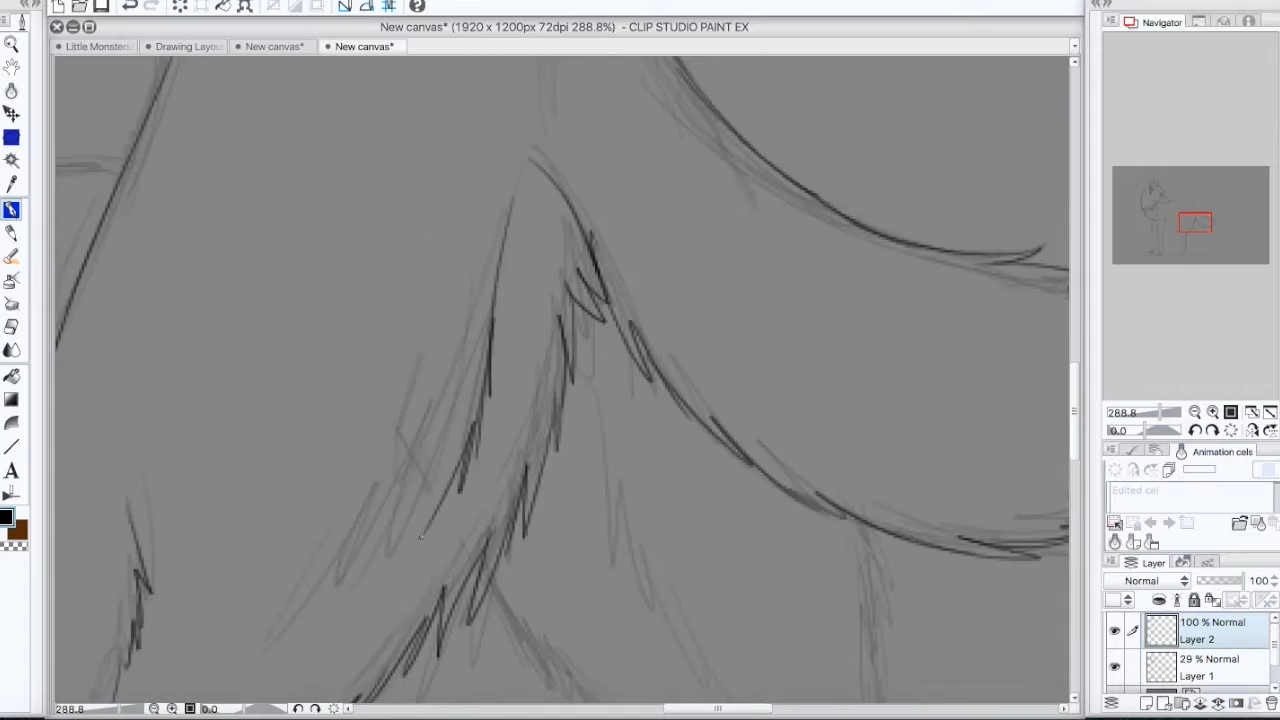 New canvas* (1920 x 1200px 72dpi 288.8%) - CLIP STUDIO PAINT EX
Little Monsters Drawing Layou New canvas* New canvas*
Navigator
288.8
0.0
Animation cels
Edited cel
Layer
Normal 100
100 % Normal
Layer 2
29 % Normal
Layer 1
288.8 0.0